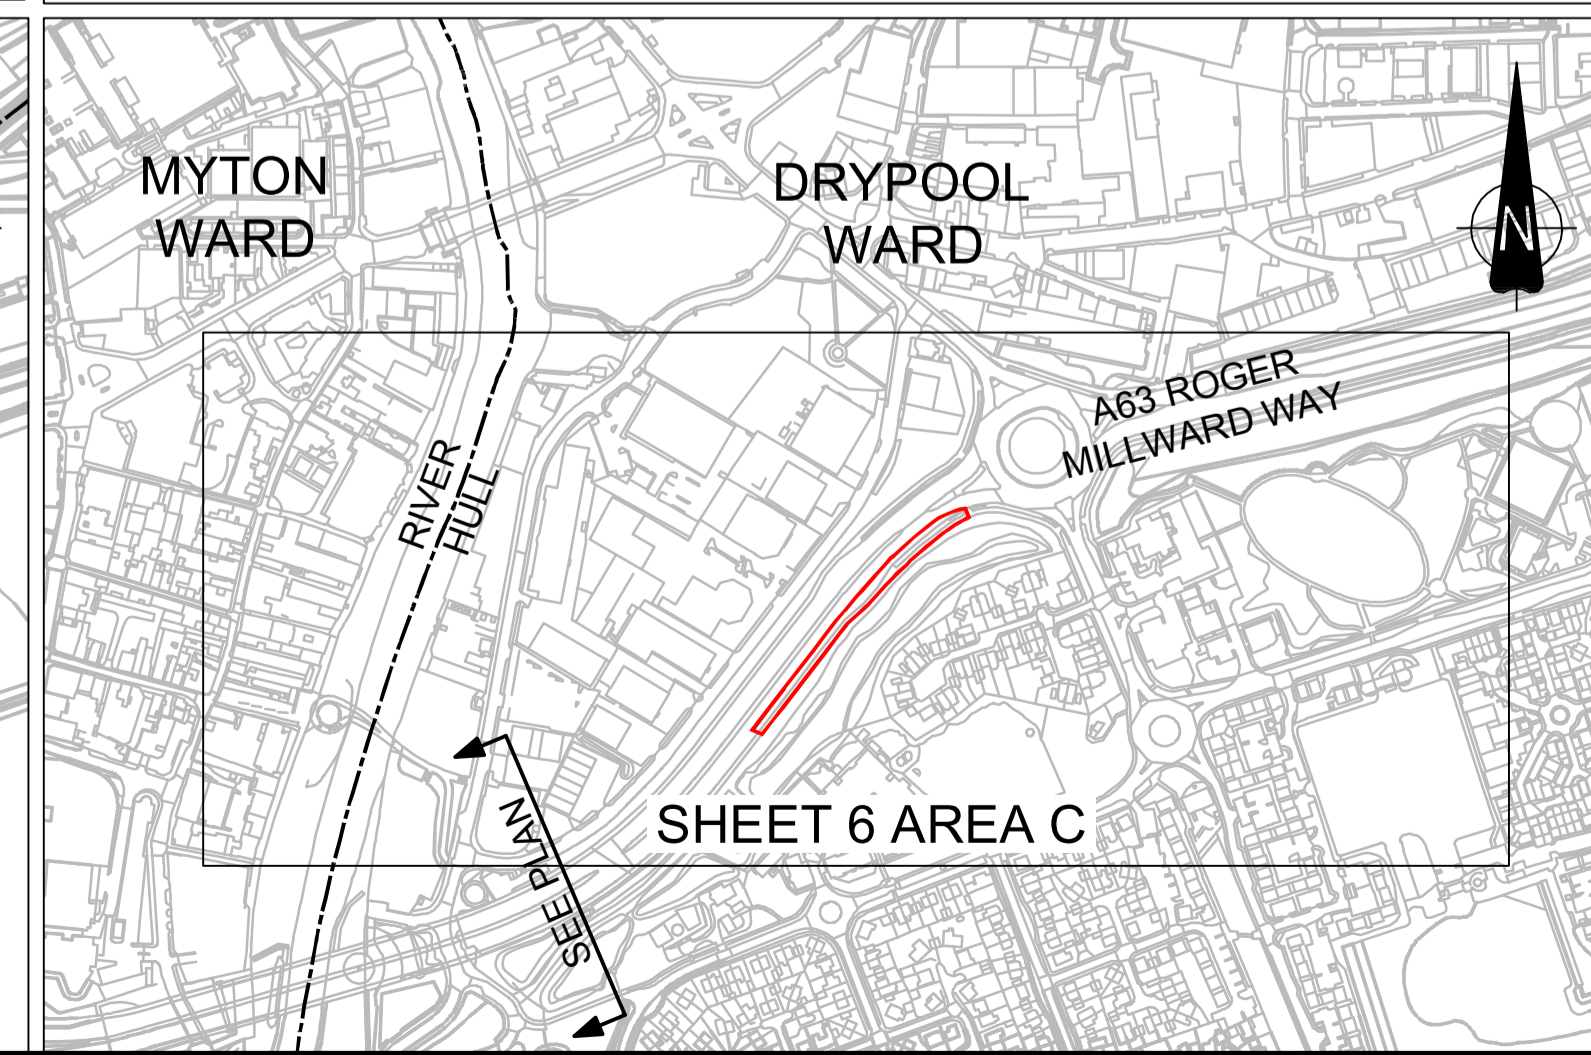 MYTON
WARD
DRYPOOL
WARD
N
A63 ROGER
MILLWARD WAY
RIVER
HULL
SEE PLAN
SHEET 6 AREA C